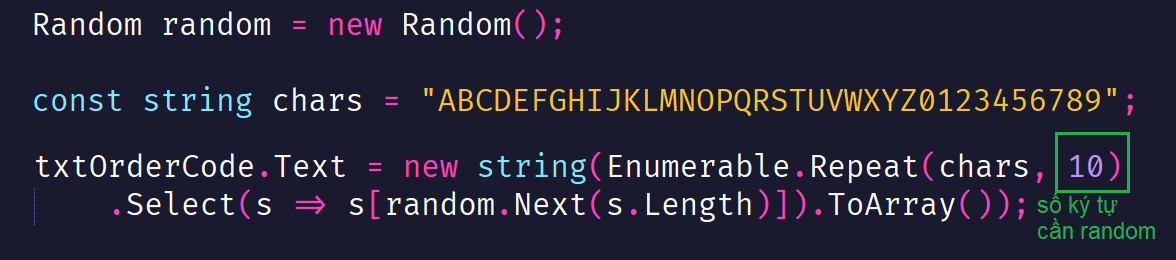 Random random = new Random();
const string chars = "ABCDEFGHIJKLMNOPQRSTUVWXYZ0123456789";
txtOrderCode.Text = new string(Enumerable.Repeat(chars, 10)
.Select(s => s[random.Next(s.Length)]).ToArray());
số ký tự
cần random